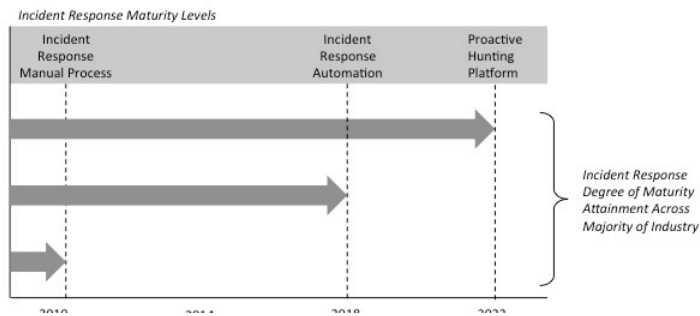 Incident Response Maturity Levels
Incident
Response
Manual Process
Incident
Response
Automation
Proactive
Hunting
Platform
Incident Response
Degree of Maturity
Attainment Across
Majority of Industry